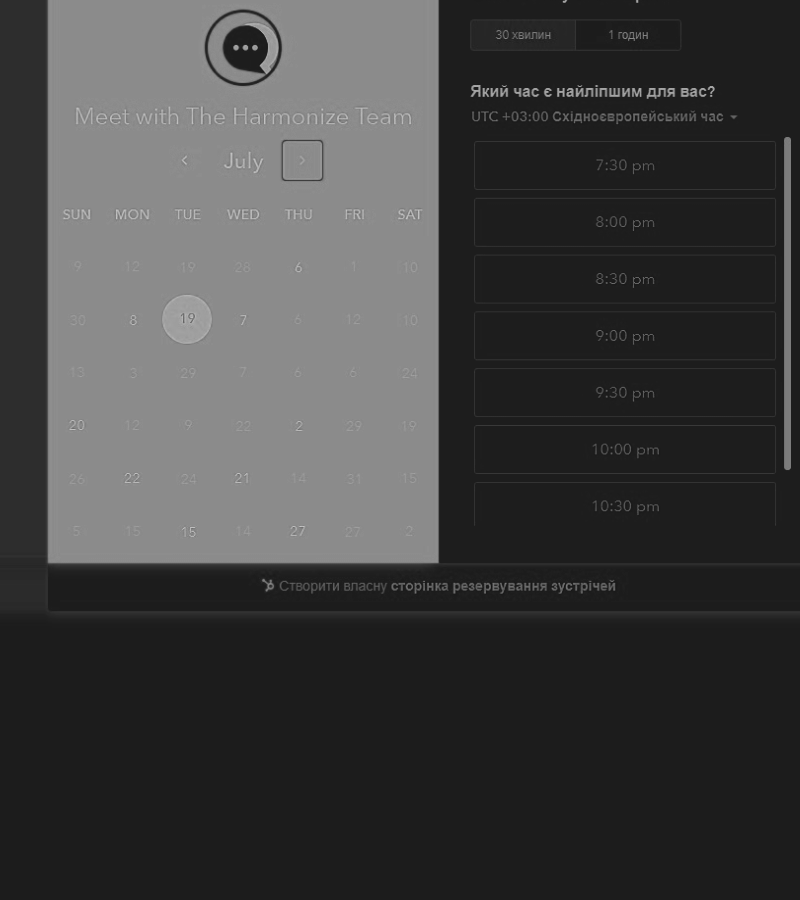 30 хвилин
1 годин
Meet with The Harmonize Team
July
Який час є найліпшим для вас?
UTC +03:00 Східноєвропейський час
SUN MON TUE WED THU FRI SAT
9 12 19 28 6 1 10
30 8 19 7 6 12 10
13 3 29 7 6 6 24
20 12 9 22 2 29 19
26 22 24 21 14 31 15
5 15 15 14 27 27 2
7:30 pm
8:00 pm
8:30 pm
9:00 pm
9:30 pm
10:00 pm
10:30 pm
Створити власну сторінка резервування зустрічей